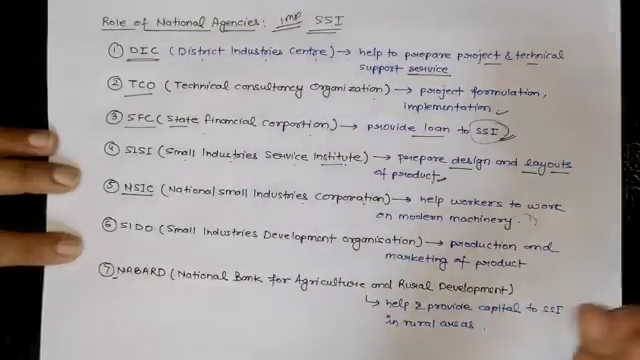 Role of National Agencies: imp SSI
① DIC (District Industries Centre) → help to prepare project & technical
support service
② TCO (Technical consultancy Organization) → project formulation,
implementation
③ SFC (State financial corportion) → provide loan to SSI
④ SISI (Small Industries Service Institute) → prepare design and layouts
of product
⑤ NSIC (National small Industries corporation) → help workers to work
on modern machinery.
⑥ SIDO (Small Industries Development organisation) → production and
marketing of product
⑦ NABARD (National Bank for Agriculture and Rural Development)
↳ help & provide capital to SSI
in rural areas.